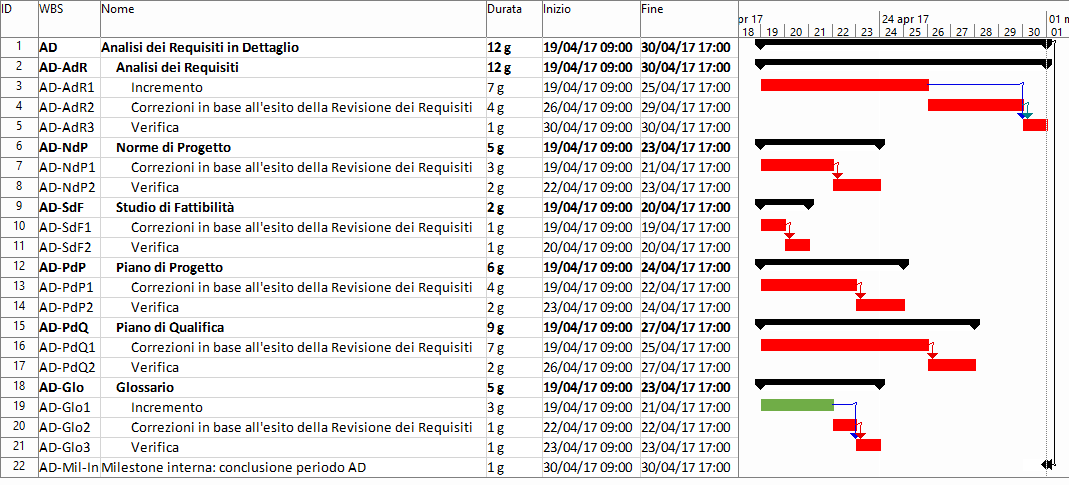 ID WBS Nome Durata Inizio Fine
or 17 24 apr 17 01 m
18 19 20 21 22 23 24 25 26 27 28 29 30 01
1 AD Analisi dei Requisiti in Dettaglio 12 g 19/04/17 09:00 30/04/17 17:00
2 AD-AdR Analisi dei Requisiti 12 g 19/04/17 09:00 30/04/17 17:00
3 AD-AdR1 Incremento 7 g 19/04/17 09:00 25/04/17 17:00
4 AD-AdR2 Correzioni in base all'esito della Revisione dei Requisiti 4 g 26/04/17 09:00 29/04/17 17:00
5 AD-AdR3 Verifica 1 g 30/04/17 09:00 30/04/17 17:00
6 AD-NdP Norme di Progetto 5 g 19/04/17 09:00 23/04/17 17:00
7 AD-NdP1 Correzioni in base all'esito della Revisione dei Requisiti 3 g 19/04/17 09:00 21/04/17 17:00
8 AD-NdP2 Verifica 2 g 22/04/17 09:00 23/04/17 17:00
9 AD-SdF Studio di Fattibilità 2 g 19/04/17 09:00 20/04/17 17:00
10 AD-SdF1 Correzioni in base all'esito della Revisione dei Requisiti 1 g 19/04/17 09:00 19/04/17 17:00
11 AD-SdF2 Verifica 1 g 20/04/17 09:00 20/04/17 17:00
12 AD-PdP Piano di Progetto 6 g 19/04/17 09:00 24/04/17 17:00
13 AD-PdP1 Correzioni in base all'esito della Revisione dei Requisiti 4 g 19/04/17 09:00 22/04/17 17:00
14 AD-PdP2 Verifica 2 g 23/04/17 09:00 24/04/17 17:00
15 AD-PdQ Piano di Qualifica 9 g 19/04/17 09:00 27/04/17 17:00
16 AD-PdQ1 Correzioni in base all'esito della Revisione dei Requisiti 7 g 19/04/17 09:00 25/04/17 17:00
17 AD-PdQ2 Verifica 2 g 26/04/17 09:00 27/04/17 17:00
18 AD-Glo Glossario 5 g 19/04/17 09:00 23/04/17 17:00
19 AD-Glo1 Incremento 3 g 19/04/17 09:00 21/04/17 17:00
20 AD-Glo2 Correzioni in base all'esito della Revisione dei Requisiti 1 g 22/04/17 09:00 22/04/17 17:00
21 AD-Glo3 Verifica 1 g 23/04/17 09:00 23/04/17 17:00
22 AD-Mil-In Milestone interna: conclusione periodo AD 1 g 30/04/17 09:00 30/04/17 17:00